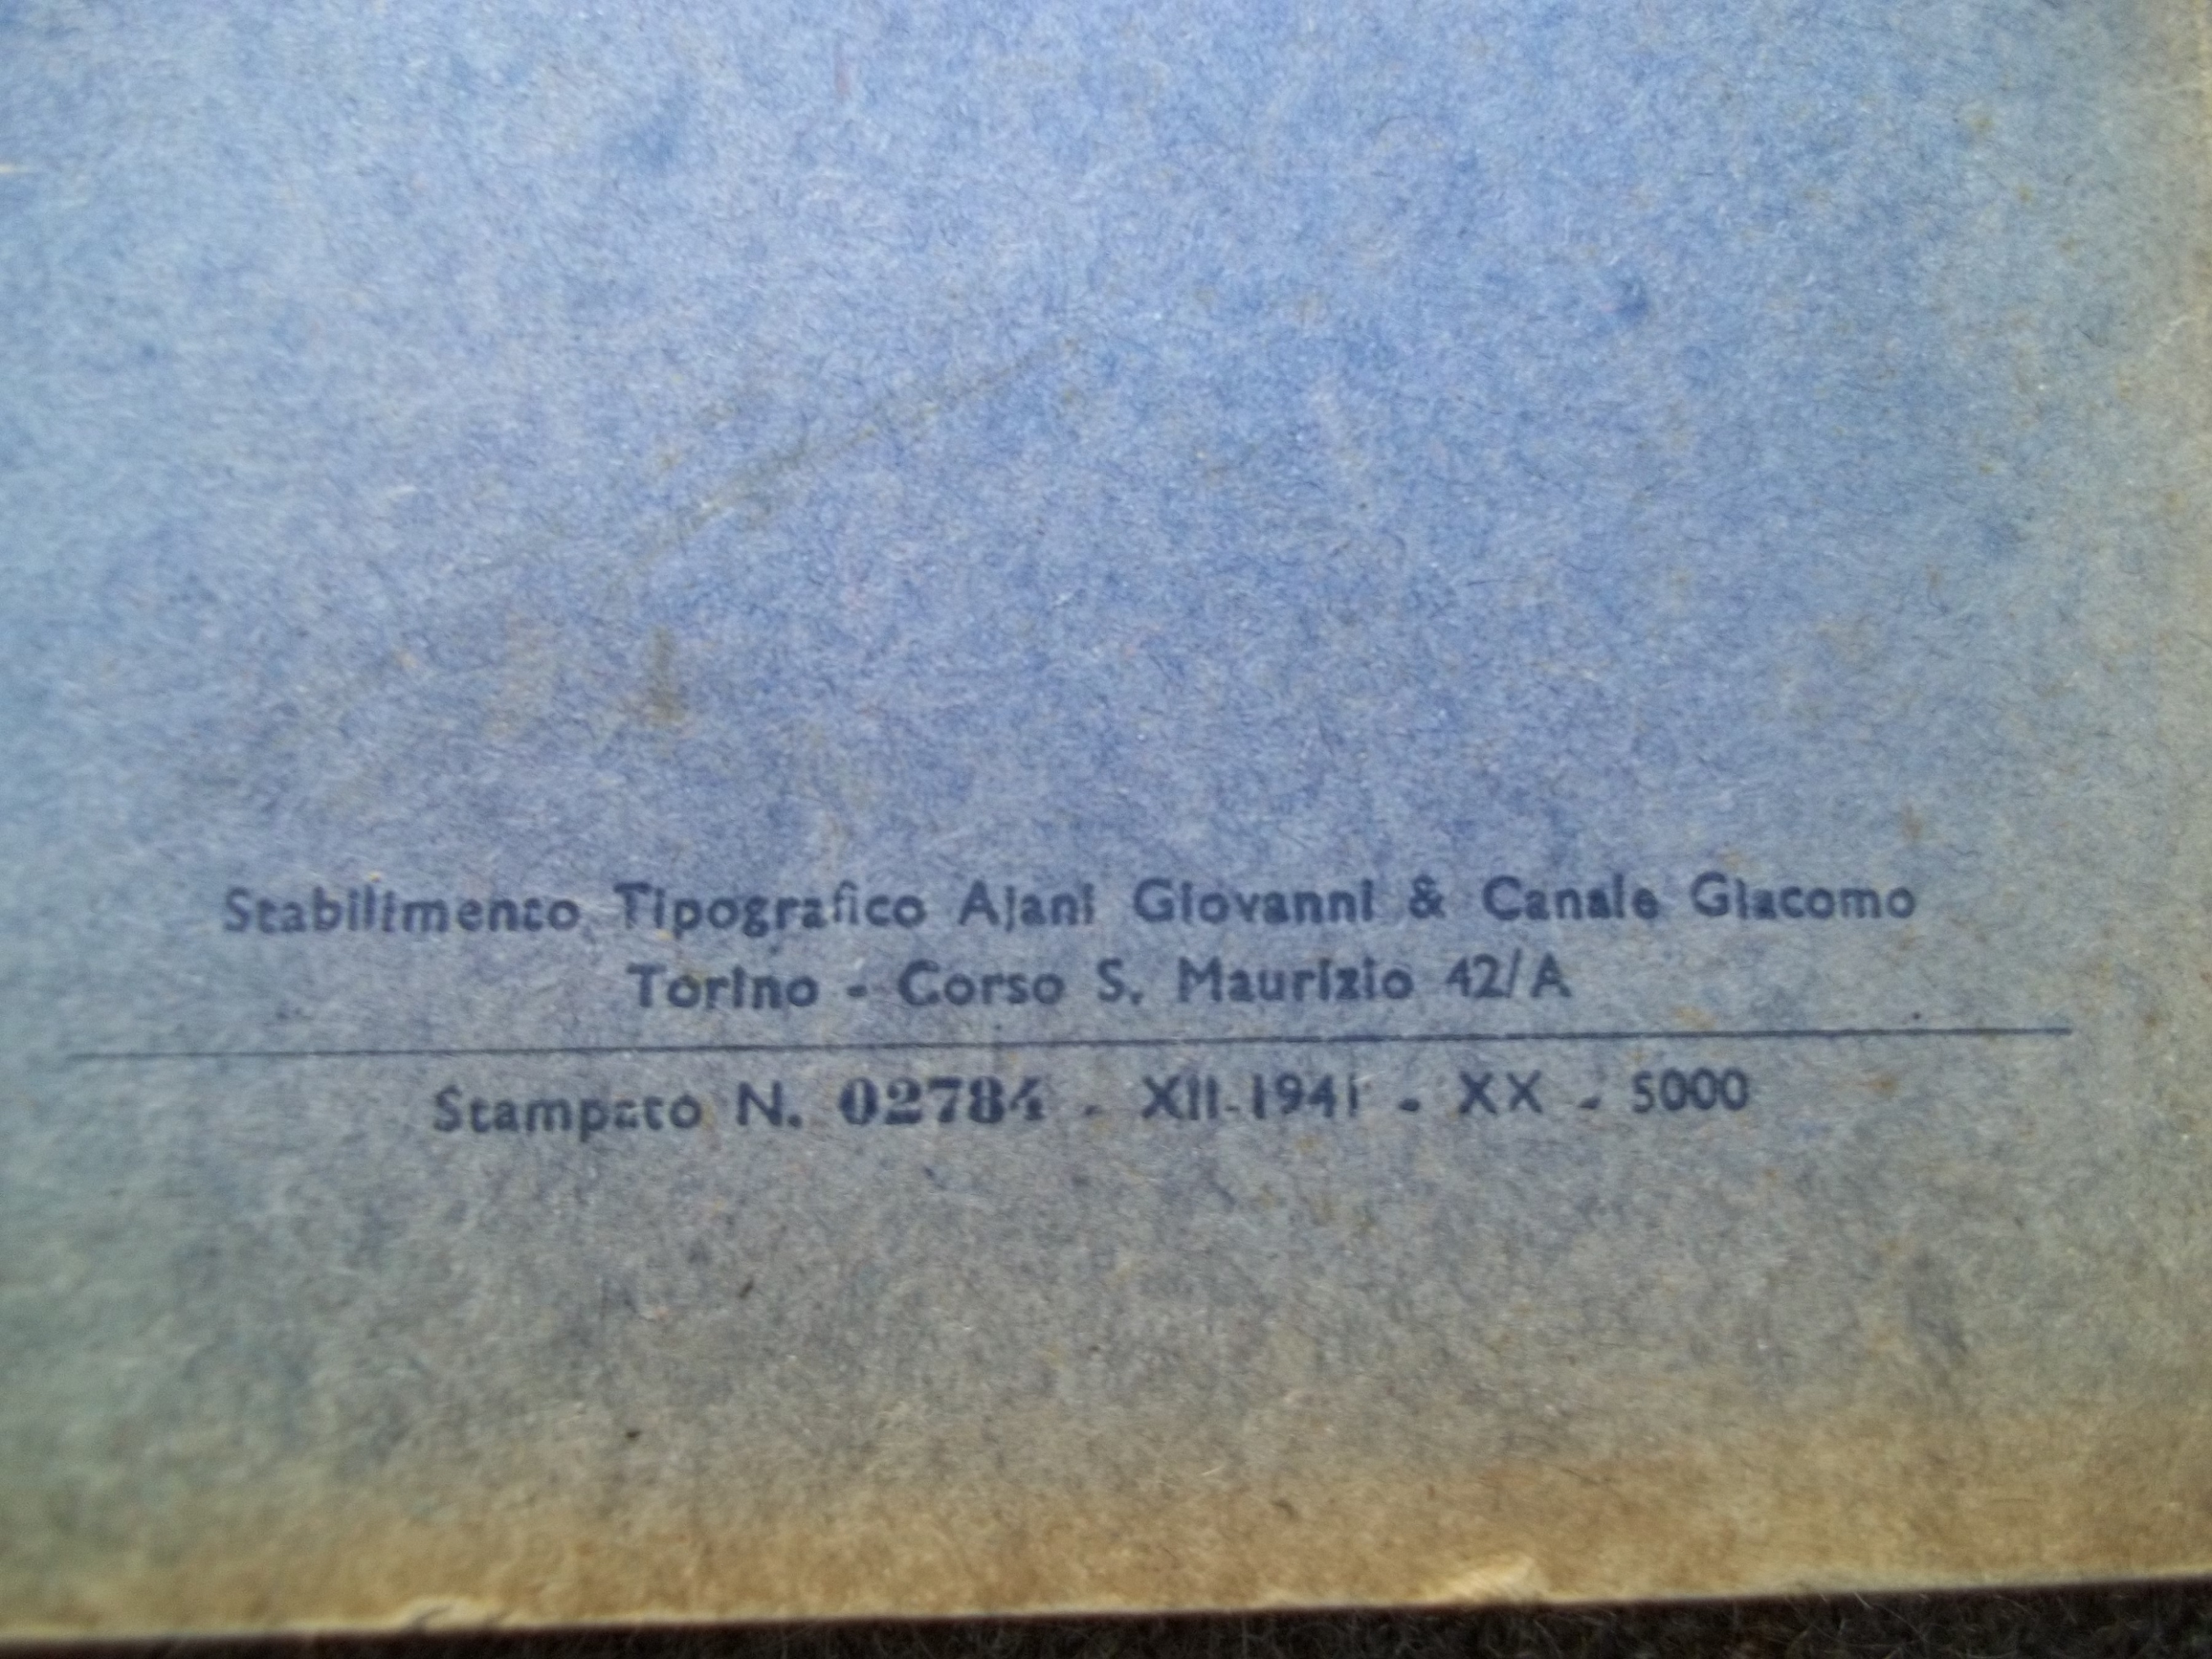 Stabilimento Tipografico Ajani Giovanni & Canale Giacomo
Torino - Corso S. Maurizio 42/A
Stampato N. 02784 - XII-1941 - XX - 5000